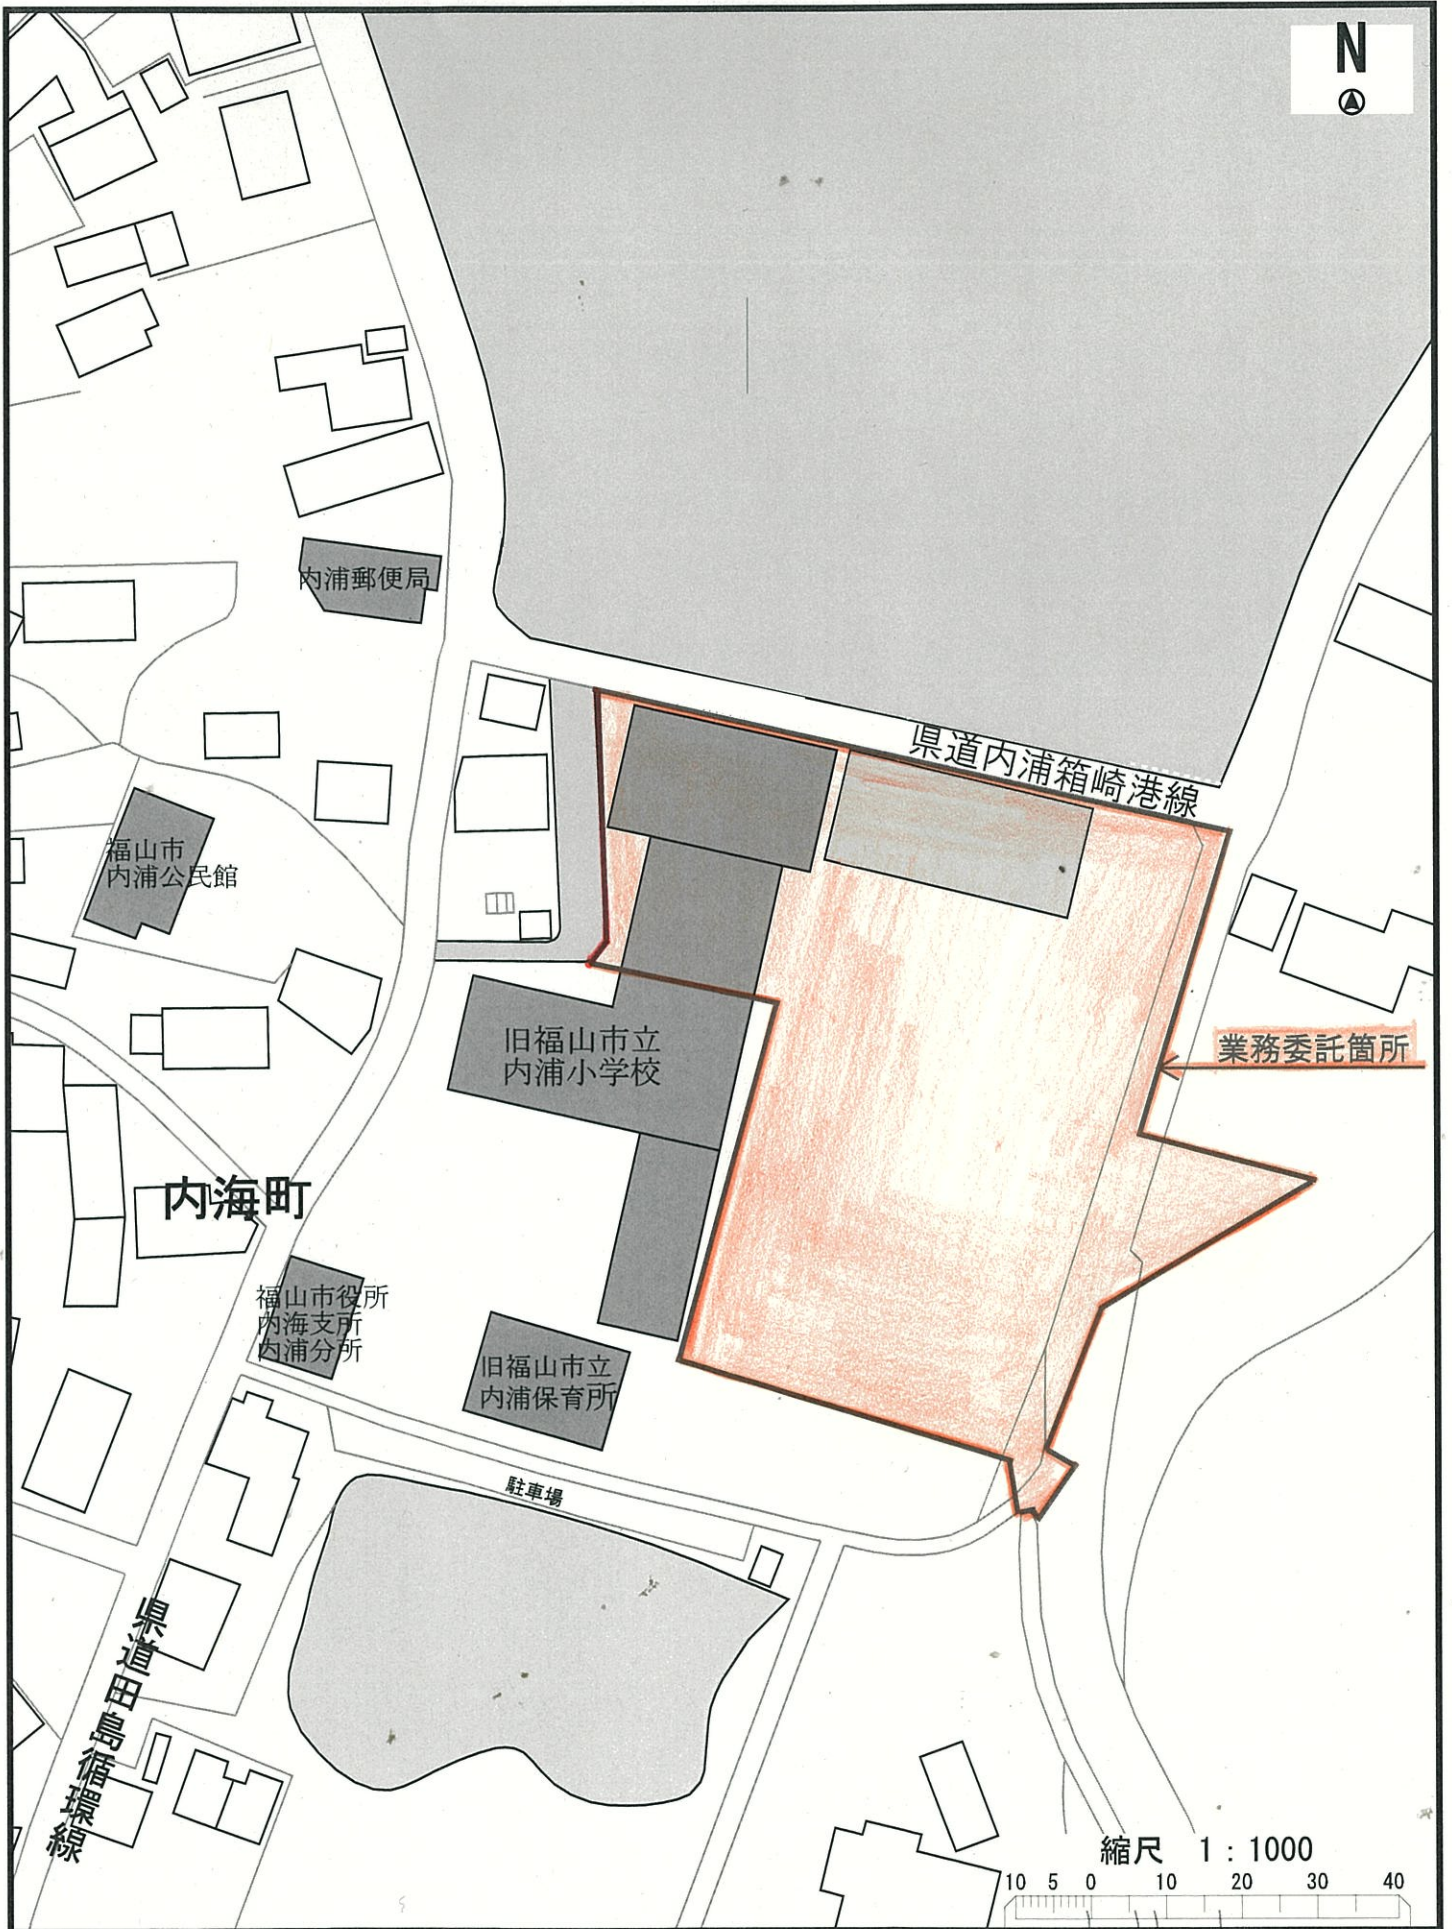 N
内浦郵便局
県道内浦箱崎港線
福山市
内浦公民館
旧福山市立
内浦小学校
業務委託箇所
内海町
福山市役所
内海支所
内浦分所
旧福山市立
内浦保育所
駐車場
県道田島循環線
縮尺 1:1000
10 5 0 10 20 30 40